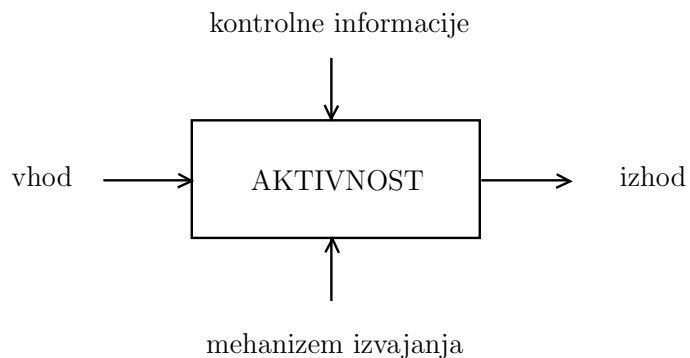 kontrolne informacije
vhod
AKTIVNOST
izhod
mehanizem izvajanja